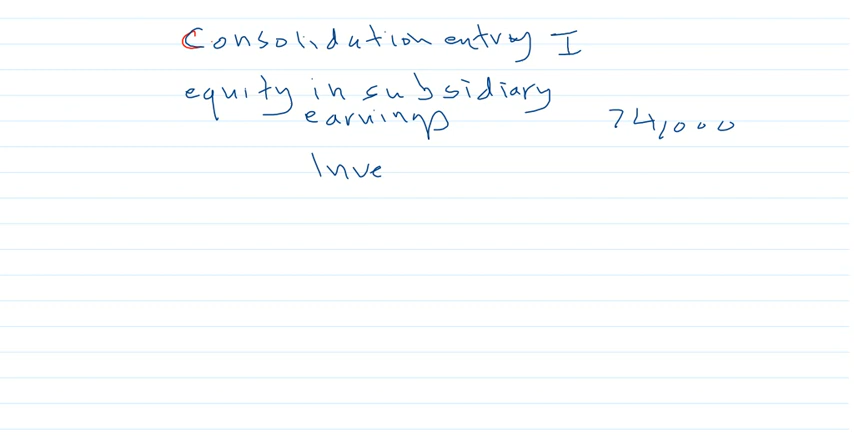 Consolidation entry I
equity in subsidiary
earnings 74,000
Inve